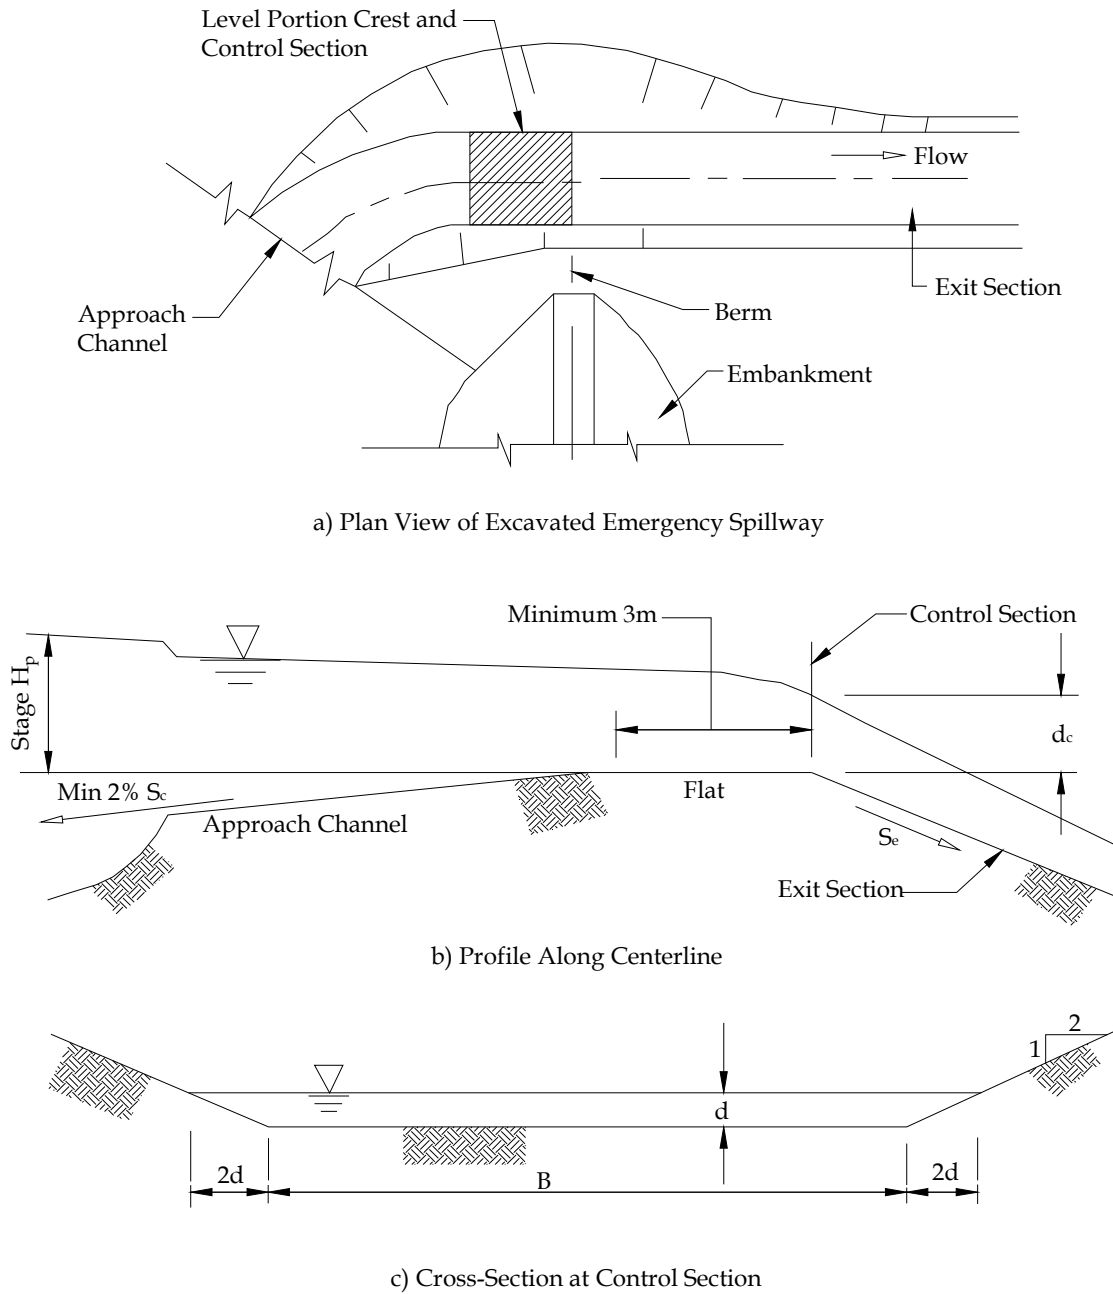 Level Portion Crest and
Control Section
Flow
Approach
Channel
Exit Section
Berm
Embankment
a) Plan View of Excavated Emergency Spillway
Minimum 3m
Control Section
Stage Hp
dc
Min 2% Sc
Flat
Approach Channel
Se
Exit Section
b) Profile Along Centerline
2
1
d
2d
B
2d
c) Cross-Section at Control Section